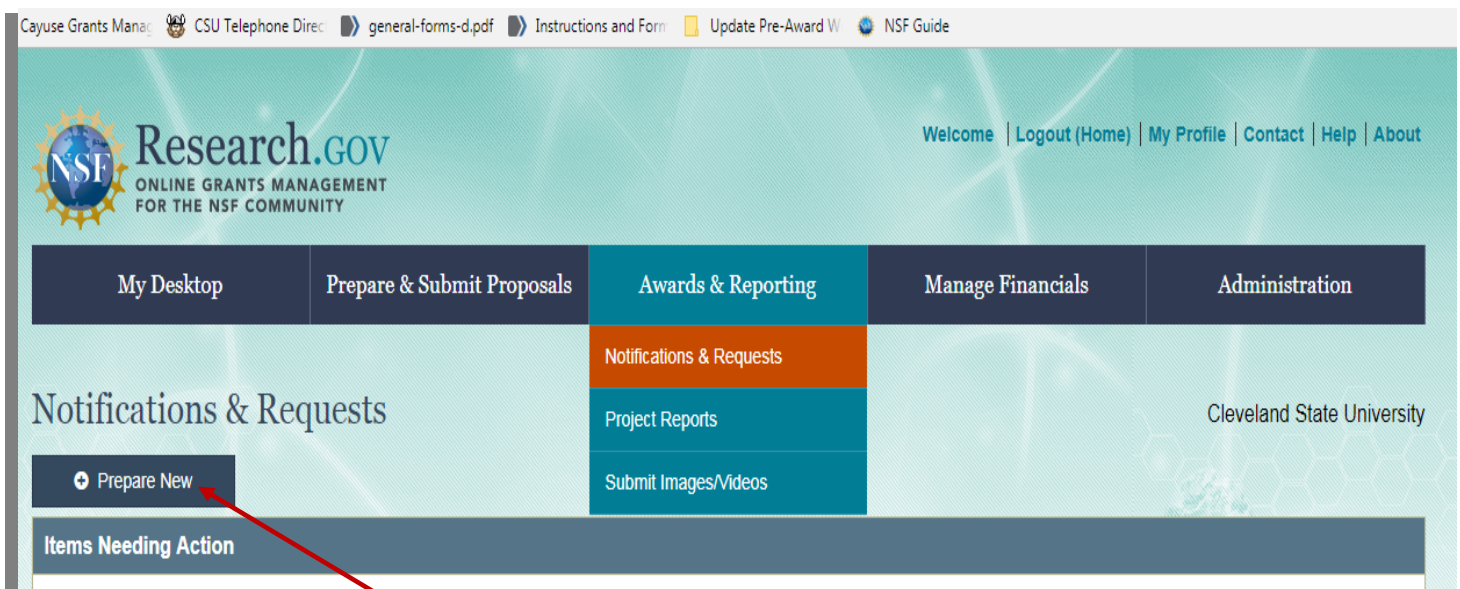 Cayuse Grants Manag CSU Telephone Direc general-forms-d.pdf Instructions and Form Update Pre-Award W NSF Guide
Welcome | Logout (Home) | My Profile | Contact | Help | About
NSF Research.GOV
ONLINE GRANTS MANAGEMENT
FOR THE NSF COMMUNITY
My Desktop Prepare & Submit Proposals Awards & Reporting Manage Financials Administration
Notifications & Requests
Project Reports
Submit Images/Videos
Notifications & Requests
Cleveland State University
Prepare New
Items Needing Action